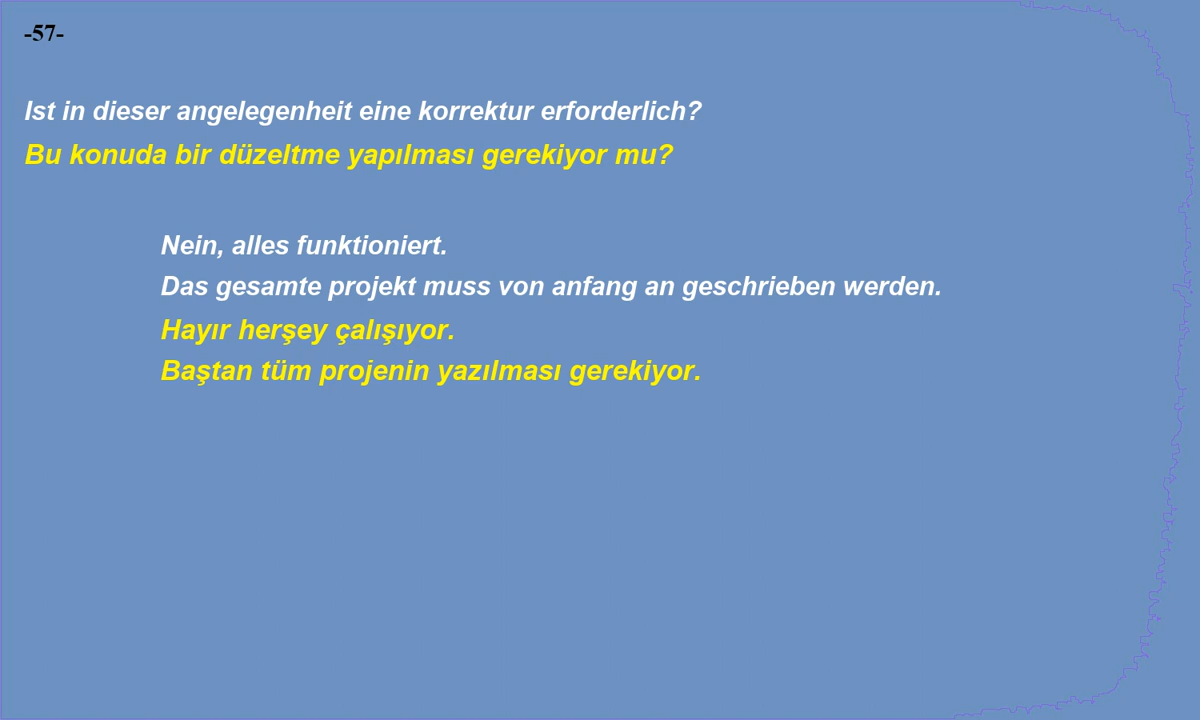 -57-
Ist in dieser angelegenheit eine korrektur erforderlich?
Bu konuda bir düzeltme yapılması gerekiyor mu?
Nein, alles funktioniert.
Das gesamte projekt muss von anfang an geschrieben werden.
Hayır herşey çalışıyor.
Baştan tüm projenin yazılması gerekiyor.